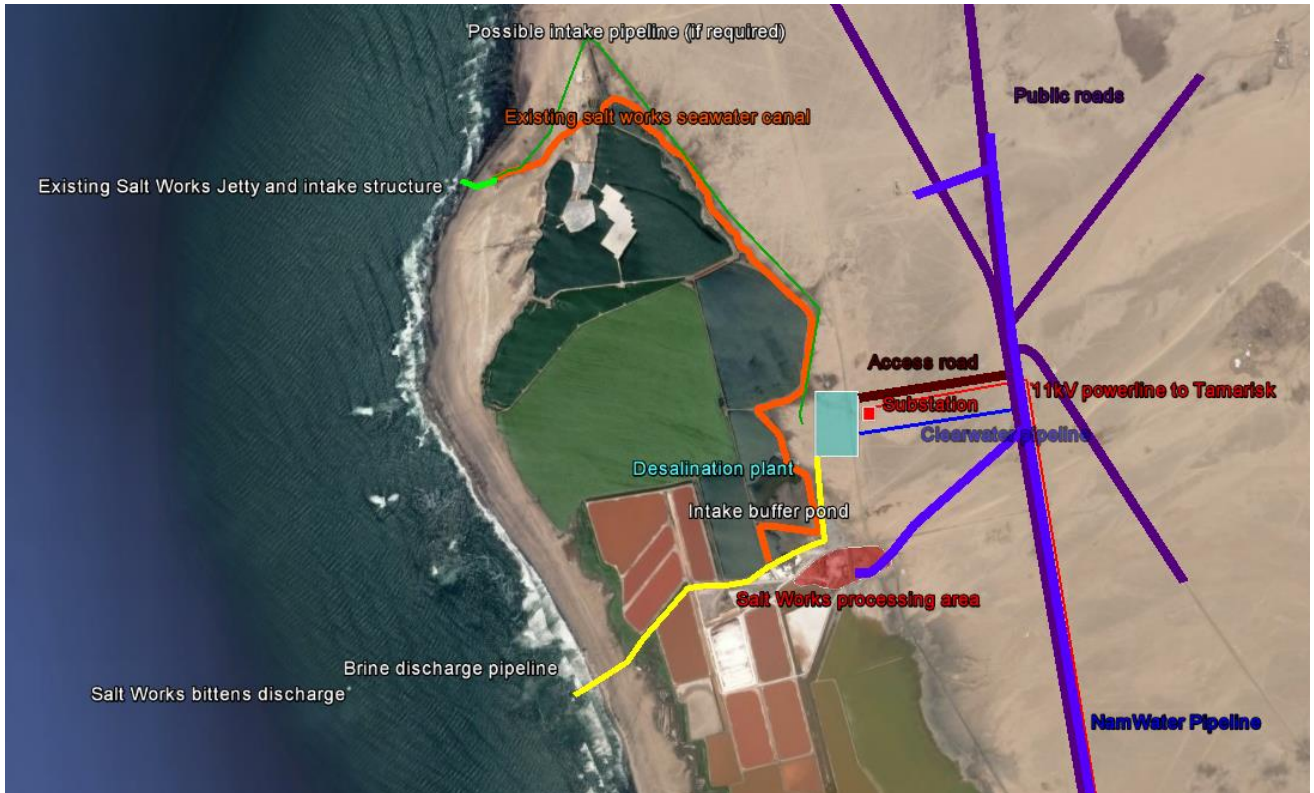 Possible intake pipeline (if required)
Public roads
Existing salt works seawater canal
Existing Salt Works Jetty and intake structure
Access road
11kV powerline to Tamarisk
Substation
Clearwater pipeline
Desalination plant
Intake buffer pond
Salt Works processing area
Brine discharge pipeline
Salt Works bittens discharge
NamWater Pipeline